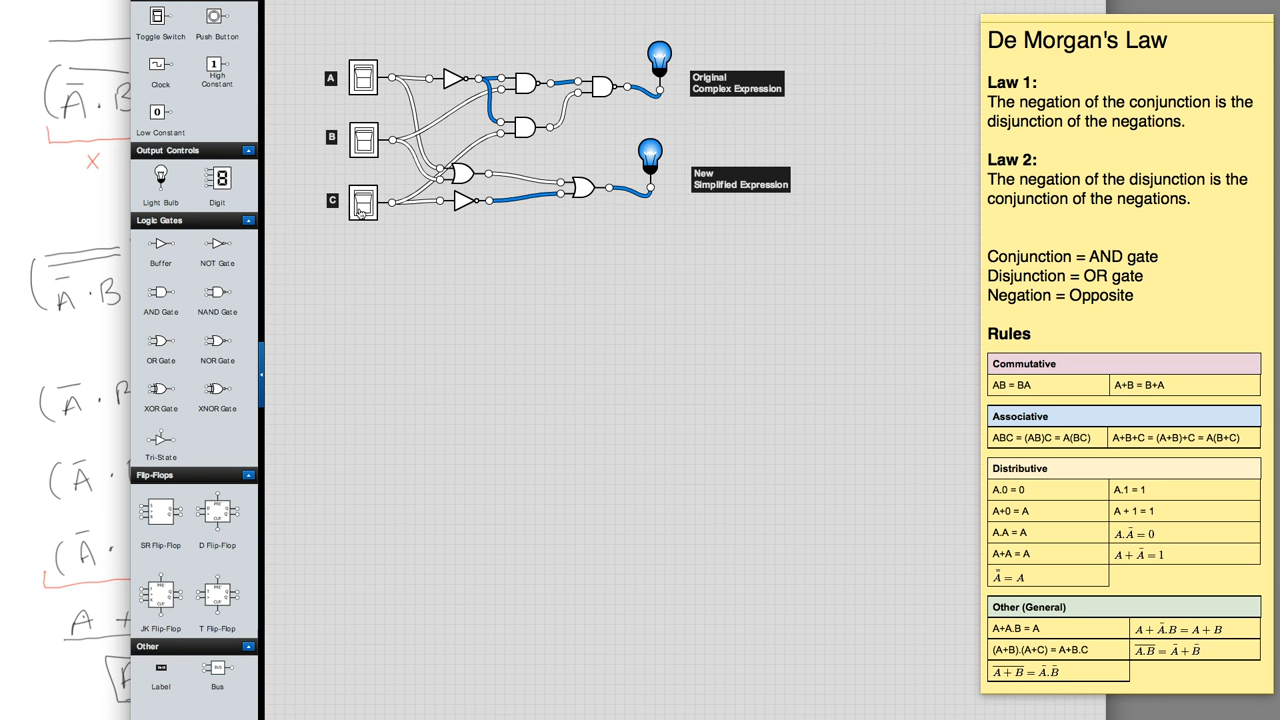 (Ā · B
x
(Ā · B
(Ā · B
(Ā ·
(Ā ·
A +
Toggle Switch Push Button
1
Clock High Constant
0
Low Constant
Output Controls
Light Bulb Digit
Logic Gates
Buffer NOT Gate
AND Gate NAND Gate
OR Gate NOR Gate
XOR Gate XNOR Gate
Tri-State
Flip-Flops
SR Flip-Flop D Flip-Flop
JK Flip-Flop T Flip-Flop
Other
Label Bus
A
B
C
Original
Complex Expression
New
Simplified Expression
De Morgan's Law
Law 1:
The negation of the conjunction is the
disjunction of the negations.
Law 2:
The negation of the disjunction is the
conjunction of the negations.
Conjunction = AND gate
Disjunction = OR gate
Negation = Opposite
Rules
Commutative
AB = BA A+B = B+A
Associative
ABC = (AB)C = A(BC) A+B+C = (A+B)+C = A(B+C)
Distributive
A.0 = 0 A.1 = 1
A+0 = A A + 1 = 1
A.A = A A.Ā = 0
A+A = A A + Ā = 1
A̿ = A
Other (General)
A+A.B = A A + Ā.B = A + B
(A+B).(A+C) = A+B.C A̅.̅B̅ = Ā + B̄
A̅ ̅+̅ ̅B̅ = Ā.B̄